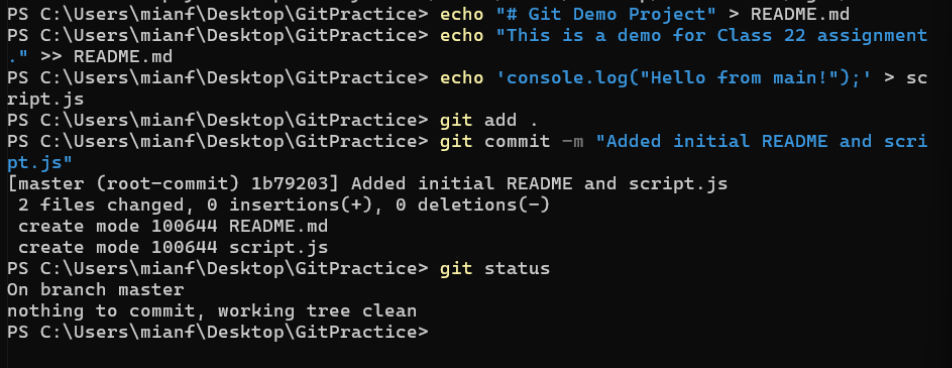 PS C:\Users\mianf\Desktop\GitPractice> echo "# Git Demo Project" > README.md
PS C:\Users\mianf\Desktop\GitPractice> echo "This is a demo for Class 22 assignment
." >> README.md
PS C:\Users\mianf\Desktop\GitPractice> echo 'console.log("Hello from main!");' > sc
ript.js
PS C:\Users\mianf\Desktop\GitPractice> git add .
PS C:\Users\mianf\Desktop\GitPractice> git commit -m "Added initial README and scri
pt.js"
[master (root-commit) 1b79203] Added initial README and script.js
 2 files changed, 0 insertions(+), 0 deletions(-)
 create mode 100644 README.md
 create mode 100644 script.js
PS C:\Users\mianf\Desktop\GitPractice> git status
On branch master
nothing to commit, working tree clean
PS C:\Users\mianf\Desktop\GitPractice>